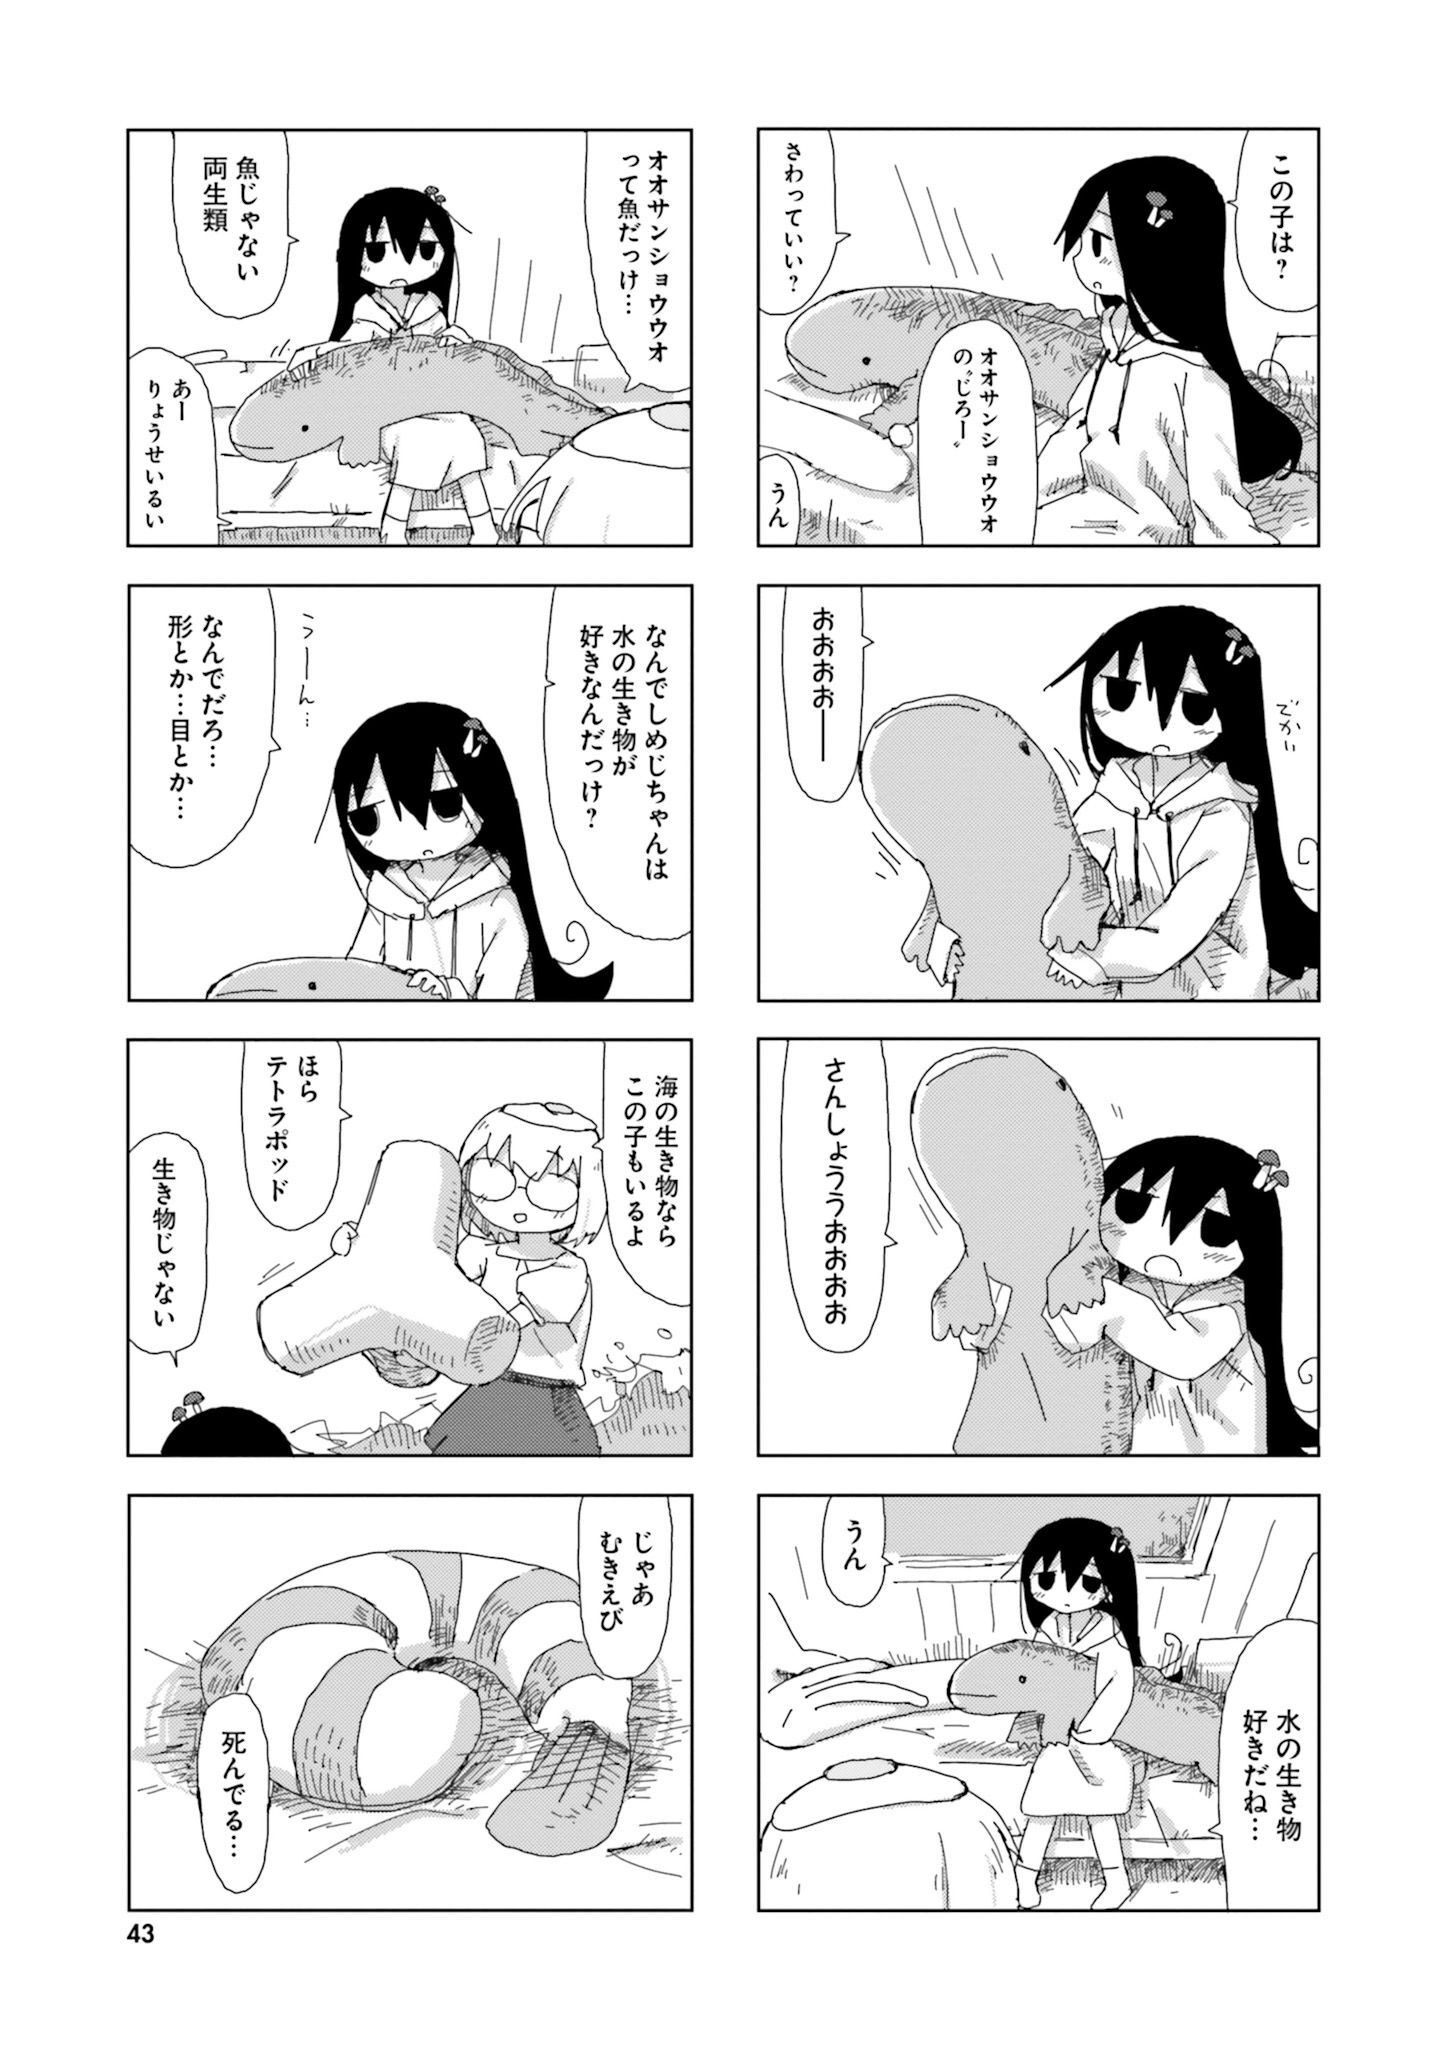 この子は?
オオサンショウウオ
の〝じろー〟
さわっていい?
うん
でかい
おおおおー
さんしょううおおおお
水の生き物
好きだね…
うん
オオサンショウウオ
って魚だっけ…
魚じゃない
両生類
あー
りょうせいるい
なんでしめじちゃんは
水の生き物が
好きなんだっけ?
うーん…
なんでだろ…
形とか…目とか…
海の生き物なら
この子もいるよ
ほら
テトラポッド
生き物じゃない
じゃあ
むきえび
死んでる…
43